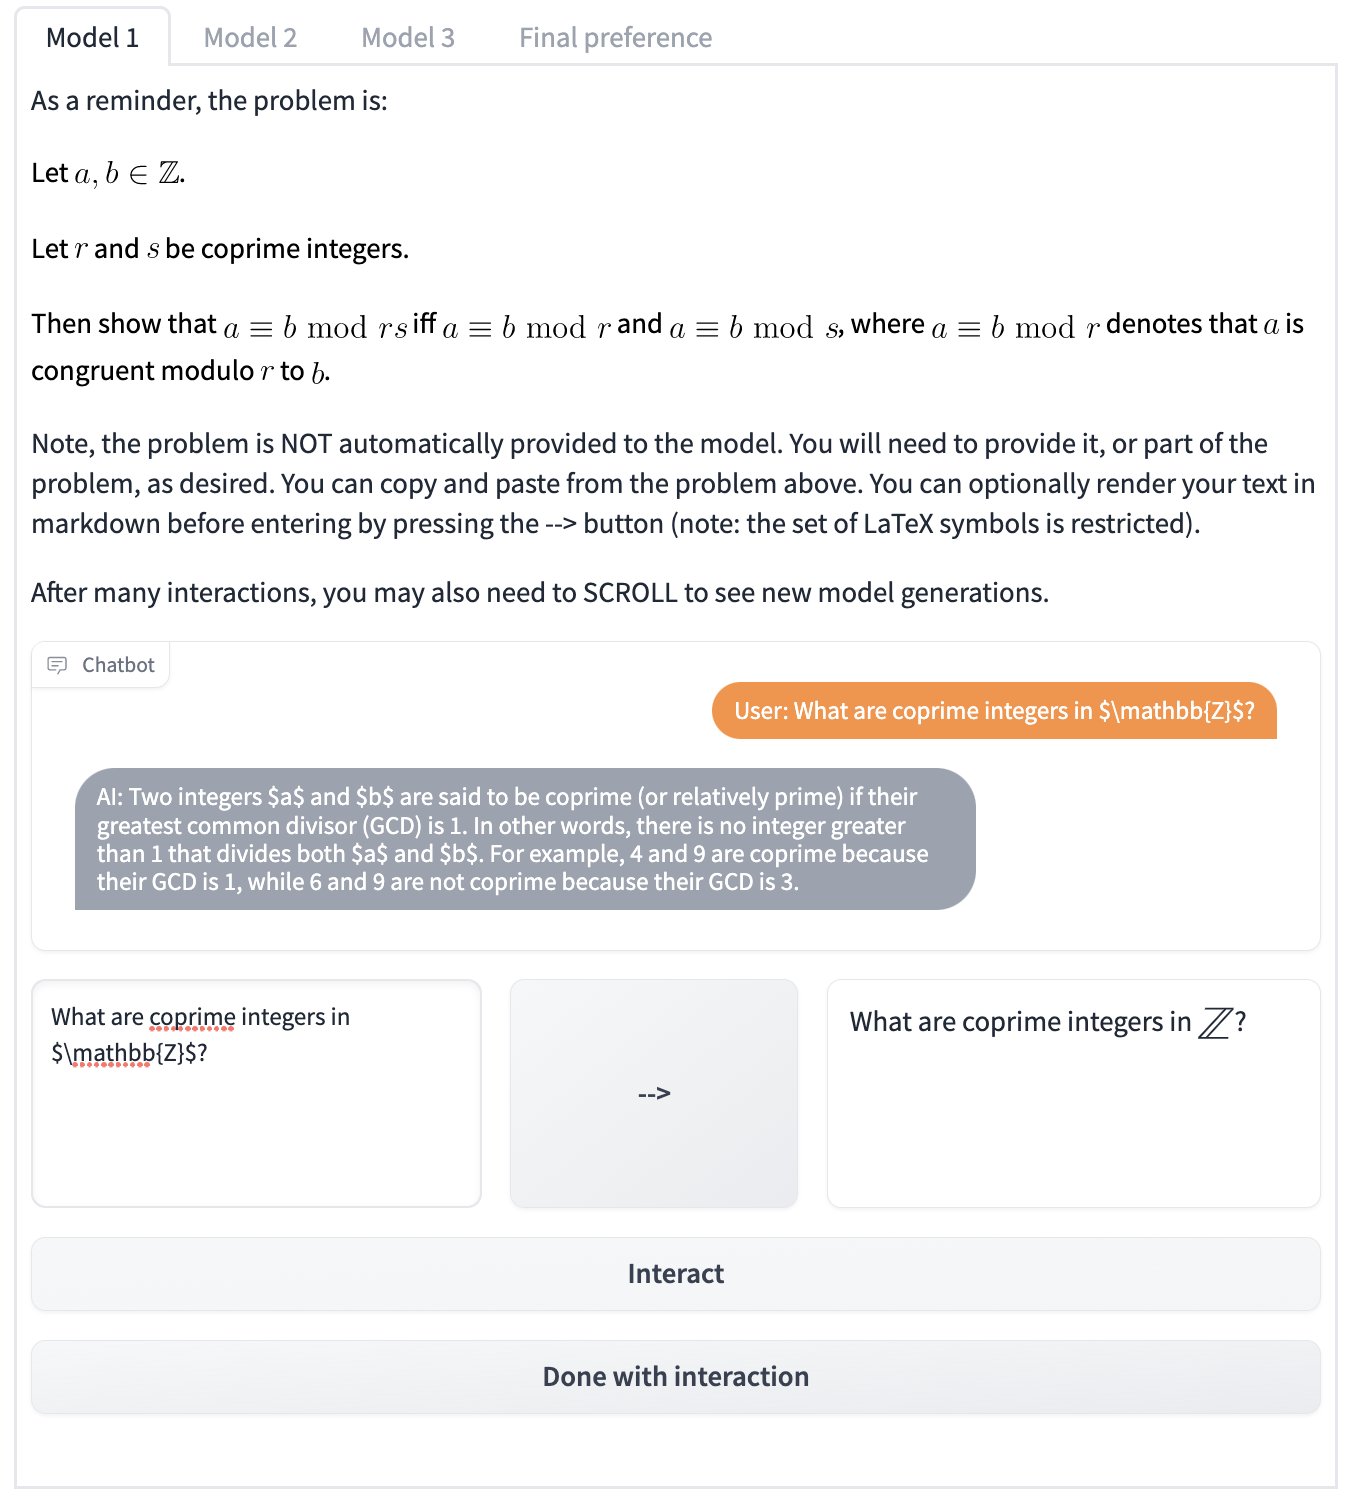 Model 1 Model 2 Model 3 Final preference
As a reminder, the problem is:
Let a, b ∈ ℤ.
Let r and s be coprime integers.
Then show that a ≡ b mod rs iff a ≡ b mod r and a ≡ b mod s, where a ≡ b mod r denotes that a is
congruent modulo r to b.
Note, the problem is NOT automatically provided to the model. You will need to provide it, or part of the
problem, as desired. You can copy and paste from the problem above. You can optionally render your text in
markdown before entering by pressing the --> button (note: the set of LaTeX symbols is restricted).
After many interactions, you may also need to SCROLL to see new model generations.
Chatbot
User: What are coprime integers in $\mathbb{Z}$?
AI: Two integers $a$ and $b$ are said to be coprime (or relatively prime) if their
greatest common divisor (GCD) is 1. In other words, there is no integer greater
than 1 that divides both $a$ and $b$. For example, 4 and 9 are coprime because
their GCD is 1, while 6 and 9 are not coprime because their GCD is 3.
What are coprime integers in
$\mathbb{Z}$?
-->
What are coprime integers in ℤ?
Interact
Done with interaction